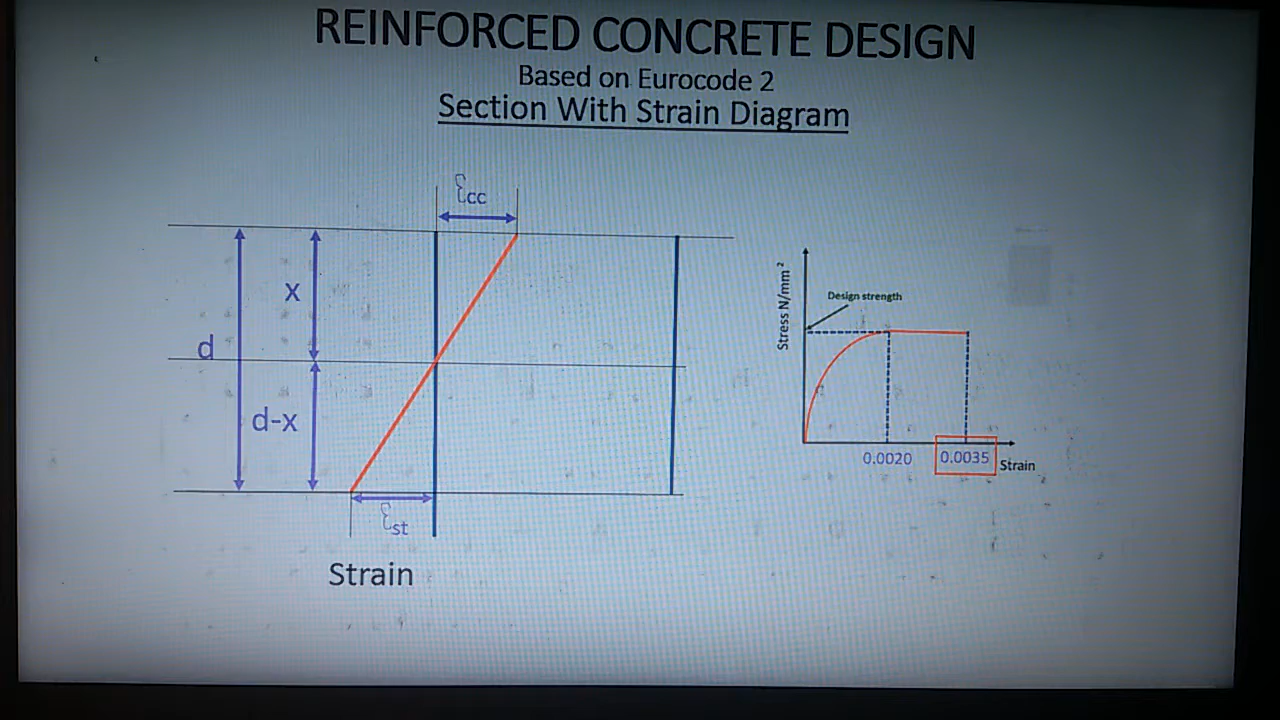 REINFORCED CONCRETE DESIGN
Based on Eurocode 2
Section With Strain Diagram
εcc
x
d
d-x
εst
Strain
Stress N/mm²
Design strength
0.0020
0.0035
Strain